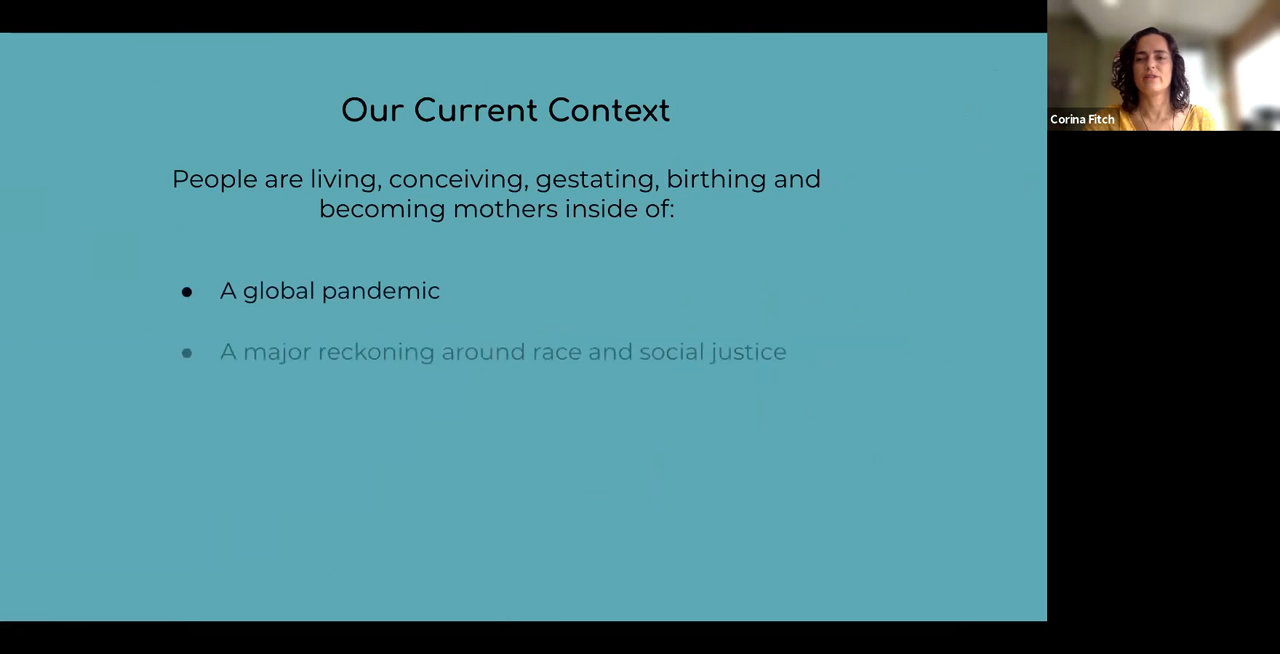 Our Current Context
People are living, conceiving, gestating, birthing and
becoming mothers inside of:
● A global pandemic
● A major reckoning around race and social justice
Corina Fitch